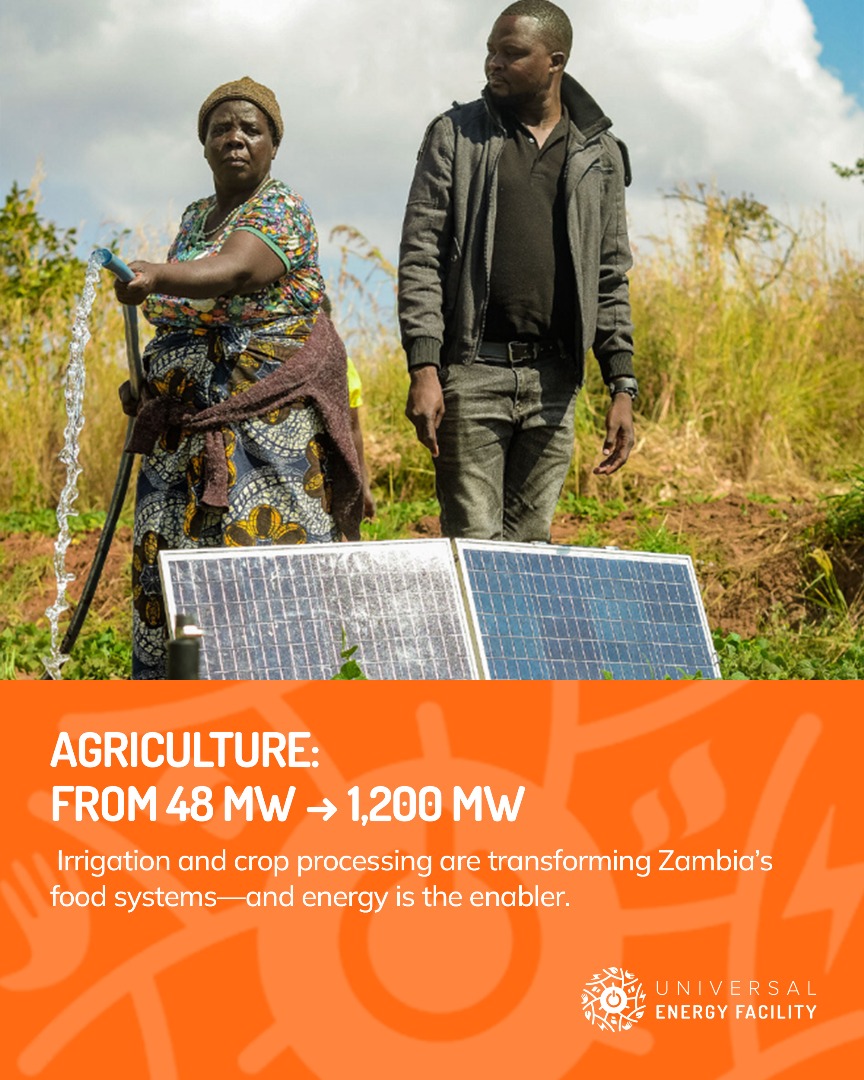 AGRICULTURE:
FROM 48 MW → 1,200 MW
Irrigation and crop processing are transforming Zambia’s
food systems—and energy is the enabler.
UNIVERSAL
ENERGY FACILITY